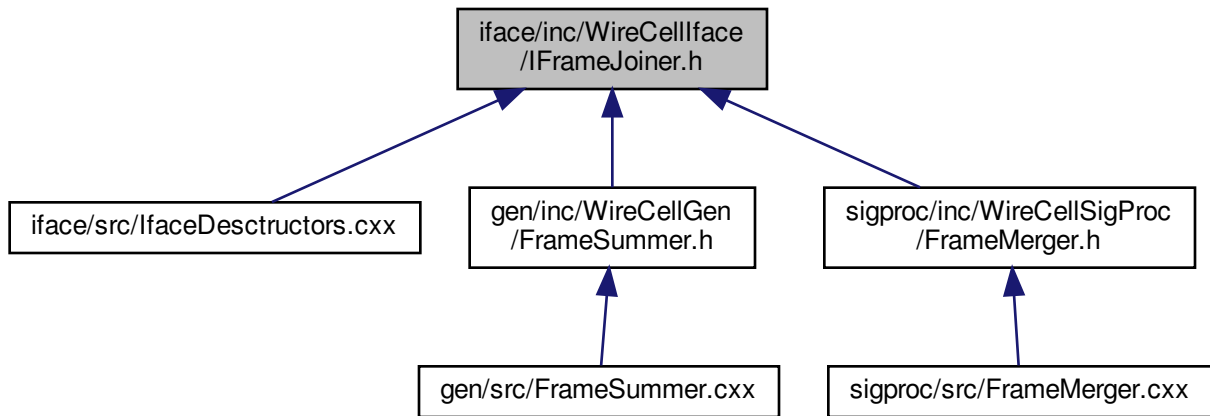 iface/inc/WireCellIface
/IFrameJoiner.h
iface/src/IfaceDesctructors.cxx
gen/inc/WireCellGen
/FrameSummer.h
sigproc/inc/WireCellSigProc
/FrameMerger.h
gen/src/FrameSummer.cxx
sigproc/src/FrameMerger.cxx